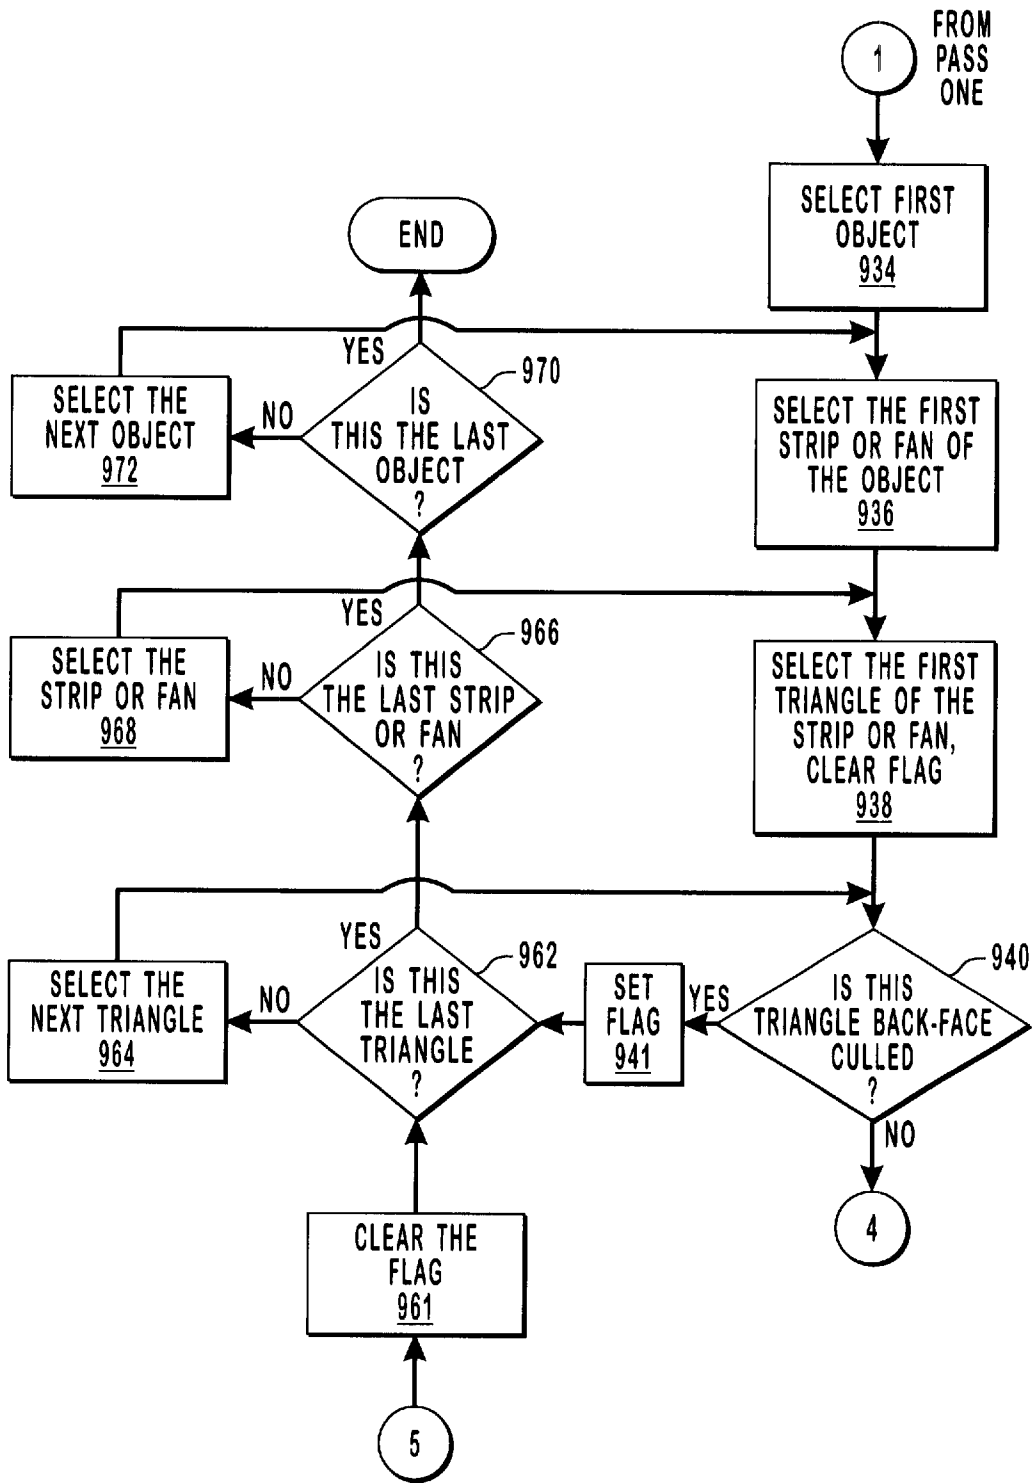 1
FROM
PASS
ONE
SELECT FIRST
OBJECT
934
END
YES
970
SELECT THE
NEXT OBJECT
972
NO
IS
THIS THE LAST
OBJECT
?
SELECT THE FIRST
STRIP OR FAN OF
THE OBJECT
936
YES
966
SELECT THE
STRIP OR FAN
968
NO
IS THIS
THE LAST STRIP
OR FAN
?
SELECT THE FIRST
TRIANGLE OF THE
STRIP OR FAN,
CLEAR FLAG
938
YES
962
SELECT THE
NEXT TRIANGLE
964
NO
IS THIS
THE LAST
TRIANGLE
?
SET
FLAG
941
YES
940
IS THIS
TRIANGLE BACK-FACE
CULLED
?
NO
4
CLEAR THE
FLAG
961
5